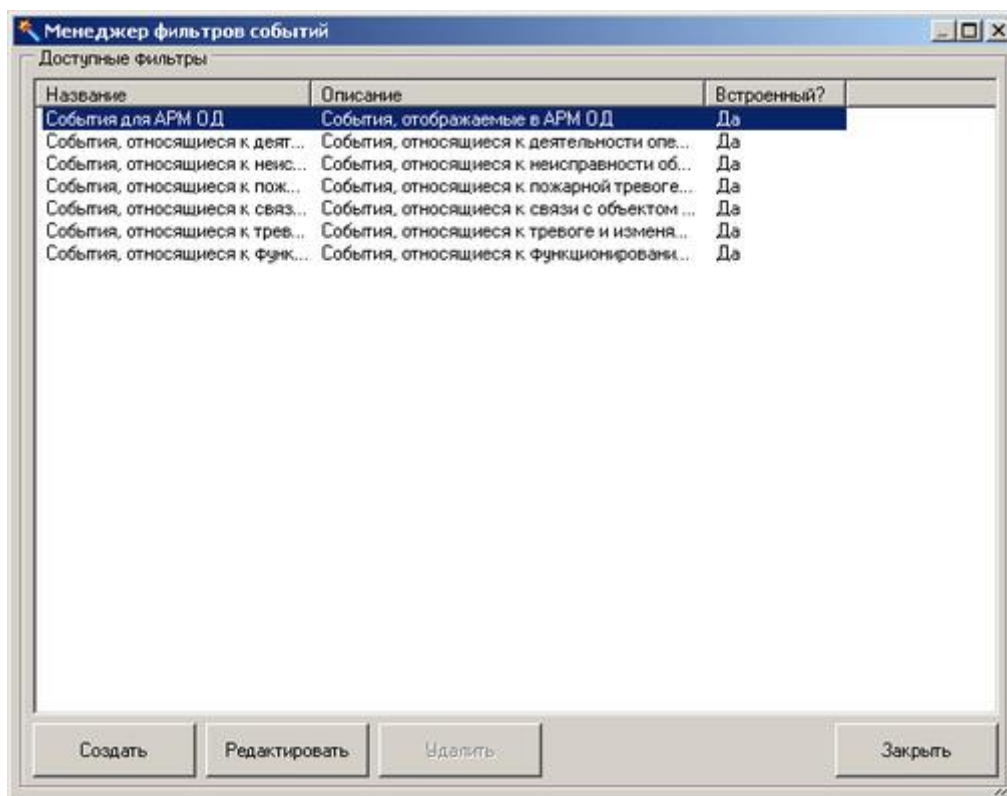 Менеджер фильтров событий
Доступные фильтры
Название Описание Встроенный?
События для АРМ ОД События, отображаемые в АРМ ОД Да
События, относящиеся к деят... События, относящиеся к деятельности опе... Да
События, относящиеся к неис... События, относящиеся к неисправности об... Да
События, относящиеся к пож... События, относящиеся к пожарной тревоге... Да
События, относящиеся к связ... События, относящиеся к связи с объектом ... Да
События, относящиеся к трев... События, относящиеся к тревоге и изменя... Да
События, относящиеся к функ... События, относящиеся к функционировани... Да
Создать Редактировать Удалить Закрыть